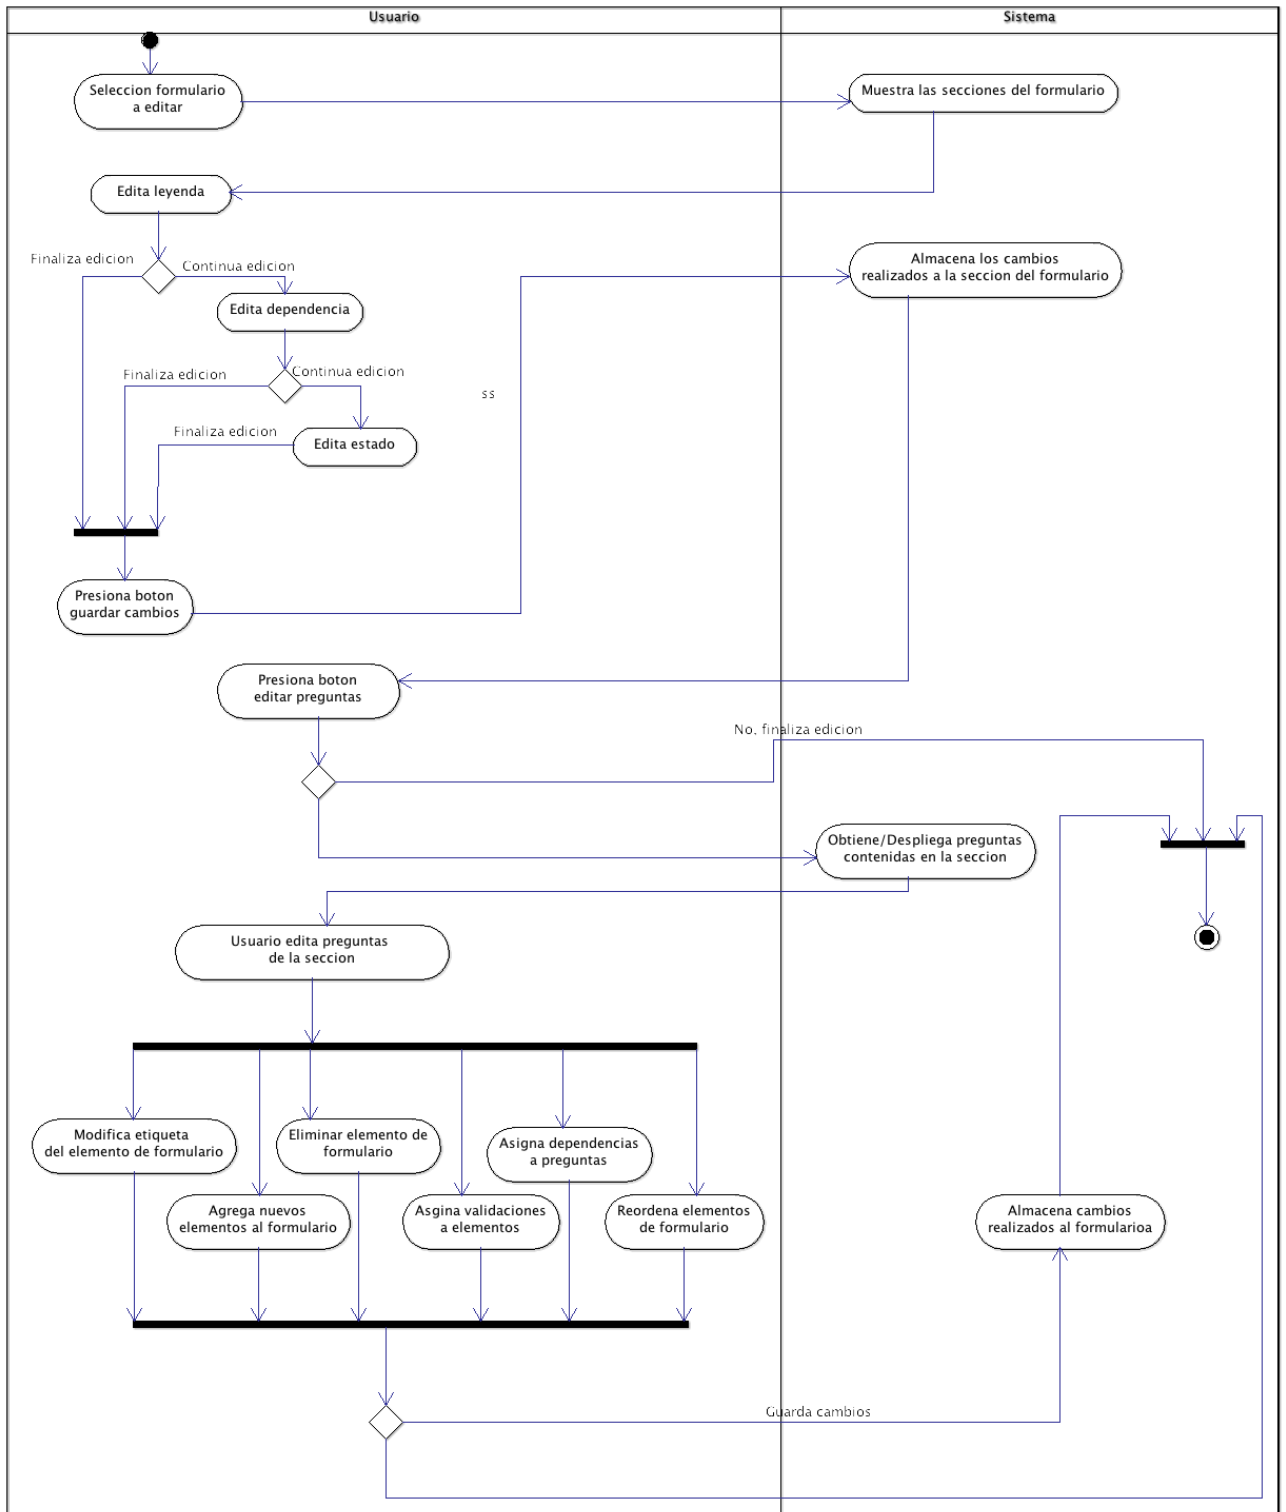 Usuario
Sistema
Seleccion formulario
a editar
Muestra las secciones del formulario
Edita leyenda
Finaliza edicion
Continua edicion
Almacena los cambios
realizados a la seccion del formulario
Edita dependencia
Finaliza edicion
Continua edicion
ss
Finaliza edicion
Edita estado
Presiona boton
guardar cambios
Presiona boton
editar preguntas
No, finaliza edicion
Obtiene/Despliega preguntas
contenidas en la seccion
Usuario edita preguntas
de la seccion
Modifica etiqueta
del elemento de formulario
Eliminar elemento de
formulario
Asigna dependencias
a preguntas
Agrega nuevos
elementos al formulario
Asgina validaciones
a elementos
Reordena elementos
de formulario
Almacena cambios
realizados al formularioa
Guarda cambios